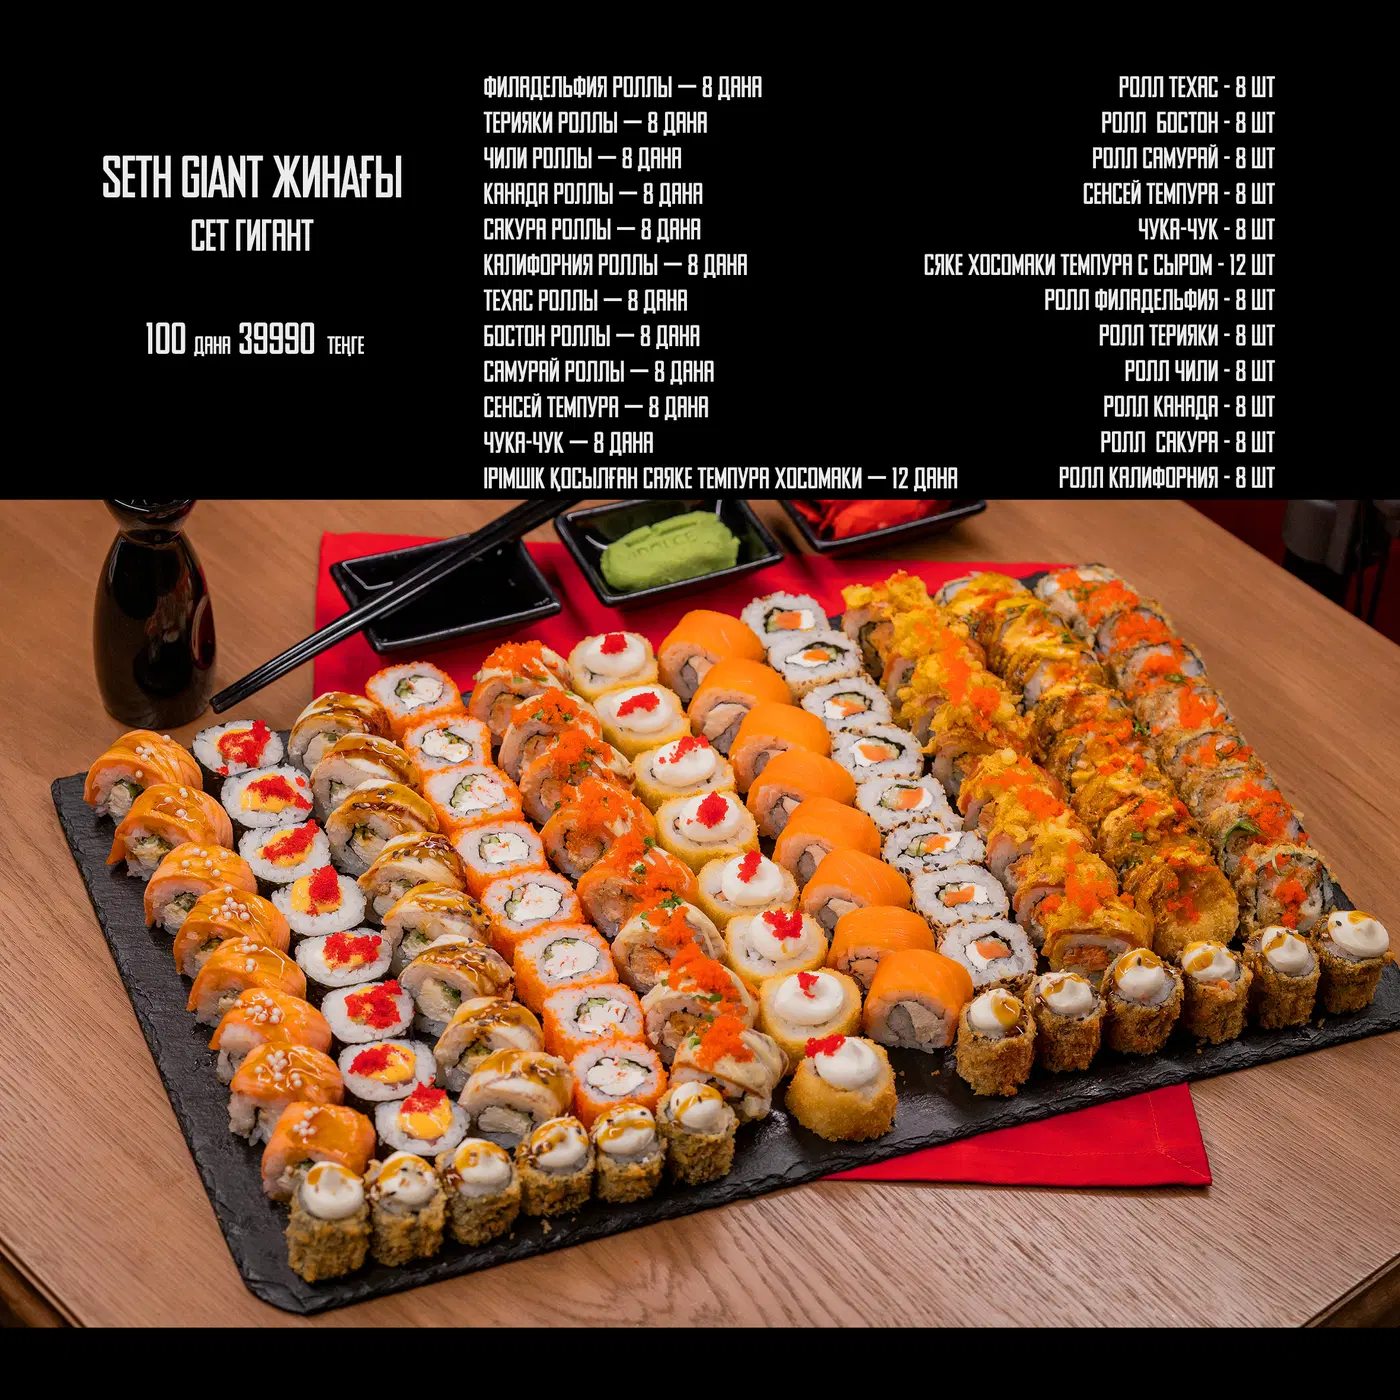 SETH GIANT ЖИНАҒЫ
СЕТ ГИГАНТ
100 ДАНА 39990 ТЕҢГЕ
ФИЛАДЕЛЬФИЯ РОЛЛЫ — 8 ДАНА
ТЕРИЯКИ РОЛЛЫ — 8 ДАНА
ЧИЛИ РОЛЛЫ — 8 ДАНА
КАНАДА РОЛЛЫ — 8 ДАНА
САКУРА РОЛЛЫ — 8 ДАНА
КАЛИФОРНИЯ РОЛЛЫ — 8 ДАНА
ТЕХАС РОЛЛЫ — 8 ДАНА
БОСТОН РОЛЛЫ — 8 ДАНА
САМУРАЙ РОЛЛЫ — 8 ДАНА
СЕНСЕЙ ТЕМПУРА — 8 ДАНА
ЧУКА-ЧУК — 8 ДАНА
ІРІМШІК ҚОСЫЛҒАН САЯКЕ ТЕМПУРА ХОСОМАКИ — 12 ДАНА
РОЛЛ ТЕХАС - 8 ШТ
РОЛЛ БОСТОН - 8 ШТ
РОЛЛ САМУРАЙ - 8 ШТ
СЕНСЕЙ ТЕМПУРА - 8 ШТ
ЧУКА-ЧУК - 8 ШТ
СЯКЕ ХОСОМАКИ ТЕМПУРА С СЫРОМ - 12 ШТ
РОЛЛ ФИЛАДЕЛЬФИЯ - 8 ШТ
РОЛЛ ТЕРИЯКИ - 8 ШТ
РОЛЛ ЧИЛИ - 8 ШТ
РОЛЛ КАНАДА - 8 ШТ
РОЛЛ САКУРА - 8 ШТ
РОЛЛ КАЛИФОРНИЯ - 8 ШТ